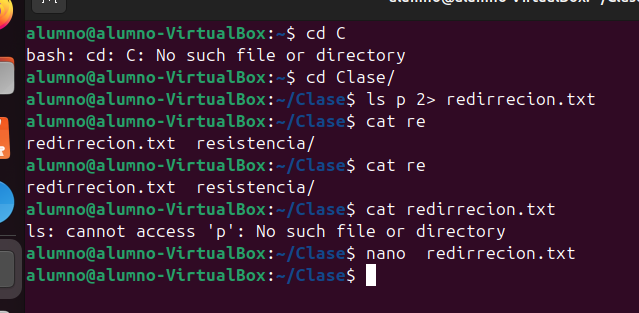 alumno@alumno-VirtualBox:~$ cd C
bash: cd: C: No such file or directory
alumno@alumno-VirtualBox:~$ cd Clase/
alumno@alumno-VirtualBox:~/Clase$ ls p 2> redirrecion.txt
alumno@alumno-VirtualBox:~/Clase$ cat re
redirrecion.txt  resistencia/
alumno@alumno-VirtualBox:~/Clase$ cat re
redirrecion.txt  resistencia/
alumno@alumno-VirtualBox:~/Clase$ cat redirrecion.txt
ls: cannot access 'p': No such file or directory
alumno@alumno-VirtualBox:~/Clase$ nano  redirrecion.txt
alumno@alumno-VirtualBox:~/Clase$